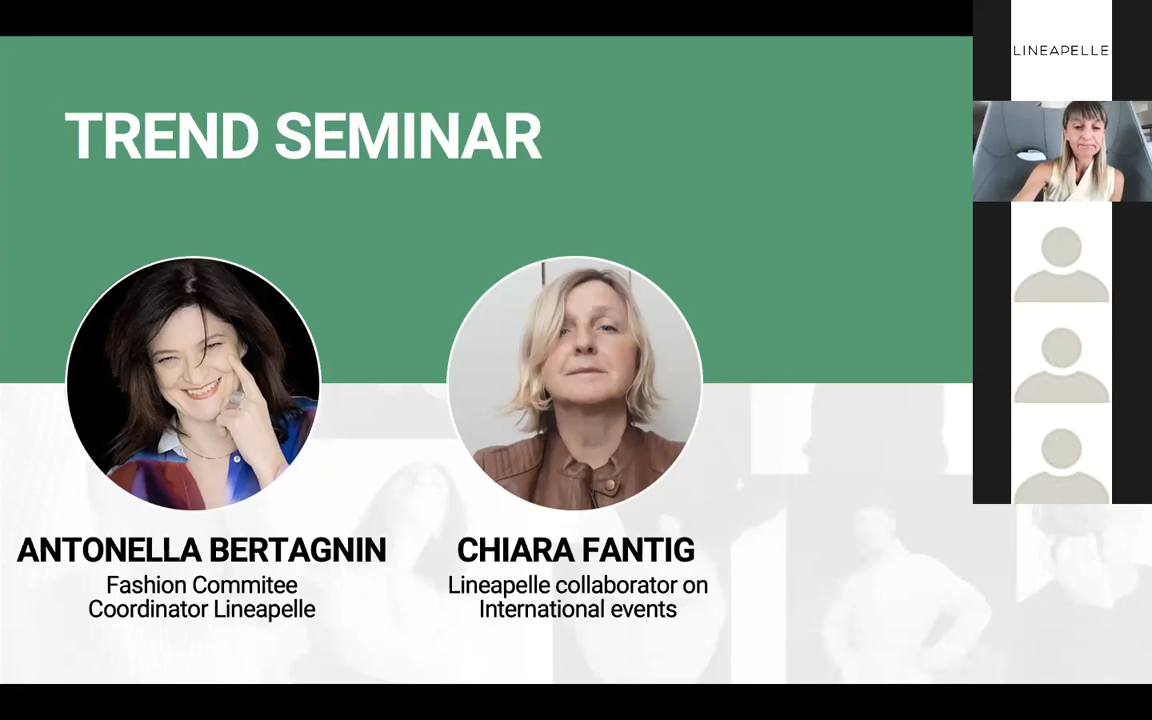 TREND SEMINAR
LINEAPELLE
ANTONELLA BERTAGNIN
Fashion Commitee
Coordinator Lineapelle
CHIARA FANTIG
Lineapelle collaborator on
International events